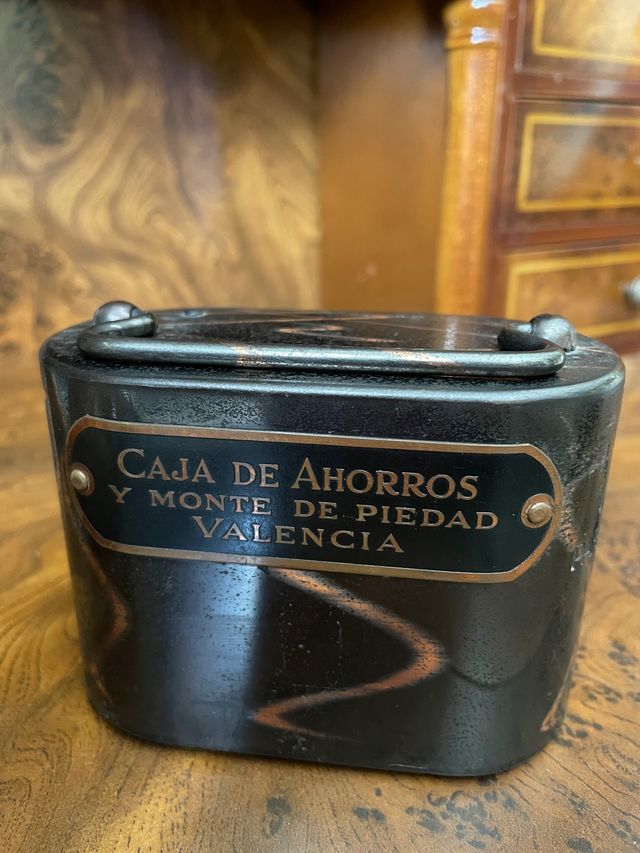 CAJA DE AHORROS
Y MONTE DE PIEDAD
VALENCIA